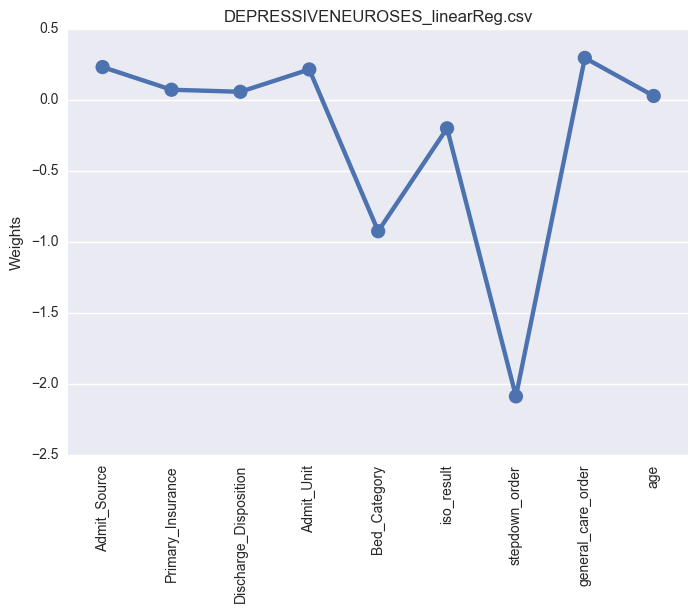 DEPRESSIVENEUROSES_linearReg.csv
0.5
0.0
−0.5
−1.0
−1.5
−2.0
−2.5
Weights
Admit_Source
Primary_Insurance
Discharge_Disposition
Admit_Unit
Bed_Category
iso_result
stepdown_order
general_care_order
age